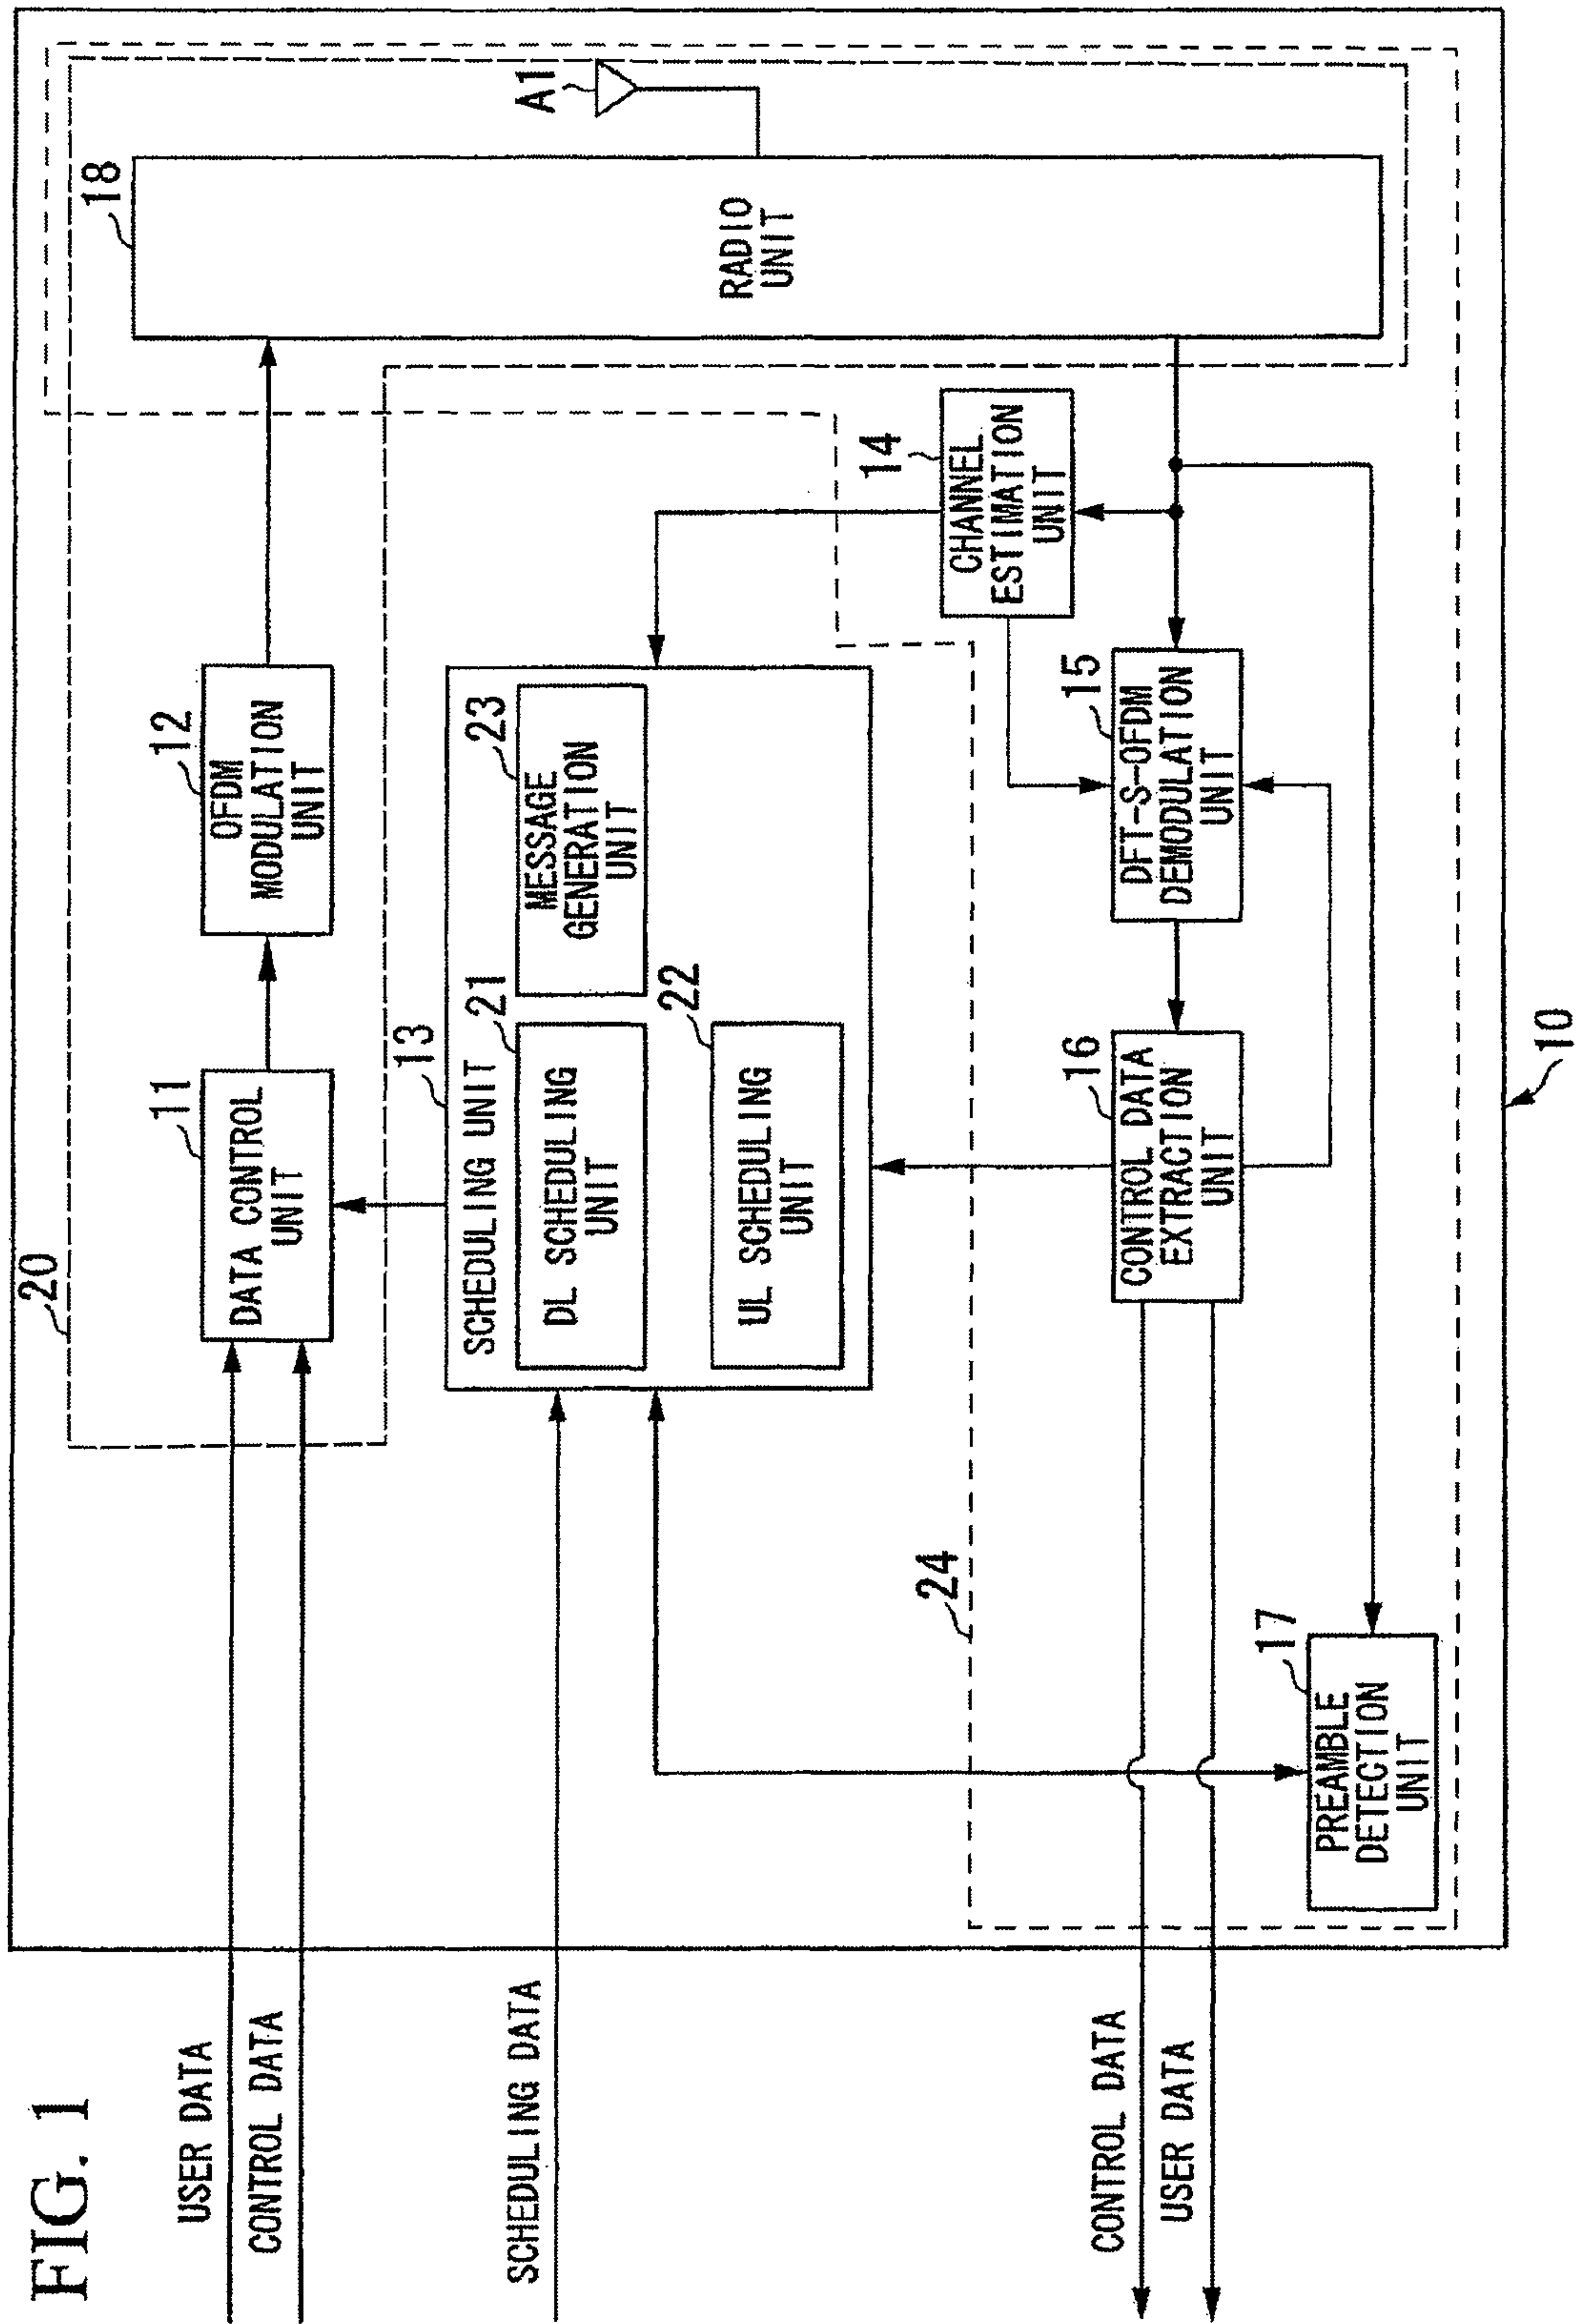 FIG. 1
USER DATA
CONTROL DATA
SCHEDULING DATA
CONTROL DATA
USER DATA
20
11
DATA CONTROL
UNIT
12
OFDM
MODULATION
UNIT
18
RADIO
UNIT
A1
13
SCHEDULING UNIT
21
DL SCHEDULING
UNIT
23
MESSAGE
GENERATION
UNIT
22
UL SCHEDULING
UNIT
14
CHANNEL
ESTIMATION
UNIT
24
16
CONTROL DATA
EXTRACTION
UNIT
15
DFT-S-OFDM
DEMODULATION
UNIT
17
PREAMBLE
DETECTION
UNIT
10